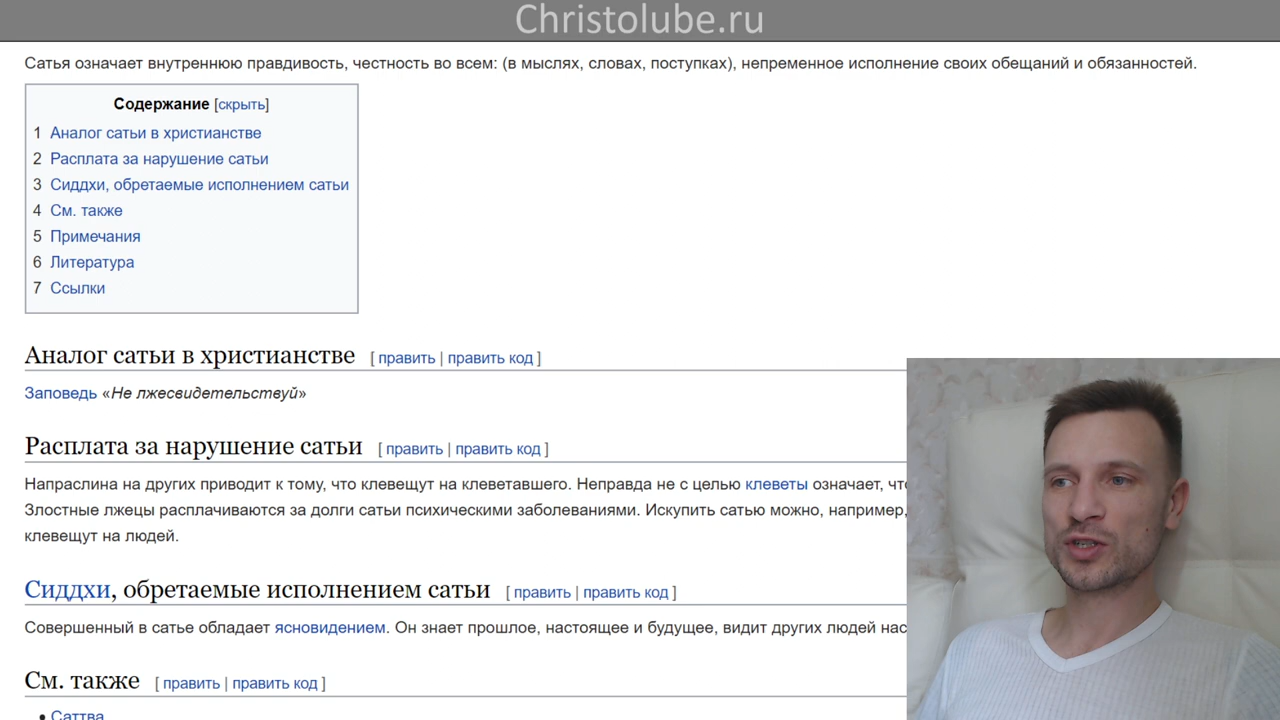 Christolube.ru
Сатья означает внутреннюю правдивость, честность во всем: (в мыслях, словах, поступках), непременное исполнение своих обещаний и обязанностей.
Содержание [скрыть]
1 Аналог сатьи в христианстве
2 Расплата за нарушение сатьи
3 Сиддхи, обретаемые исполнением сатьи
4 См. также
5 Примечания
6 Литература
7 Ссылки
Аналог сатьи в христианстве [ править | править код ]
Заповедь «Не лжесвидетельствуй»
Расплата за нарушение сатьи [ править | править код ]
Напраслина на других приводит к тому, что клевещут на клеветавшего. Неправда не с целью клеветы означает,
Злостные лжецы расплачиваются за долги сатьи психическими заболеваниями. Искупить сатью можно, например,
клевещут на людей.
Сиддхи, обретаемые исполнением сатьи [ править | править код ]
Совершенный в сатье обладает ясновидением. Он знает прошлое, настоящее и будущее, видит других людей
См. также [ править | править код ]
• Саттва